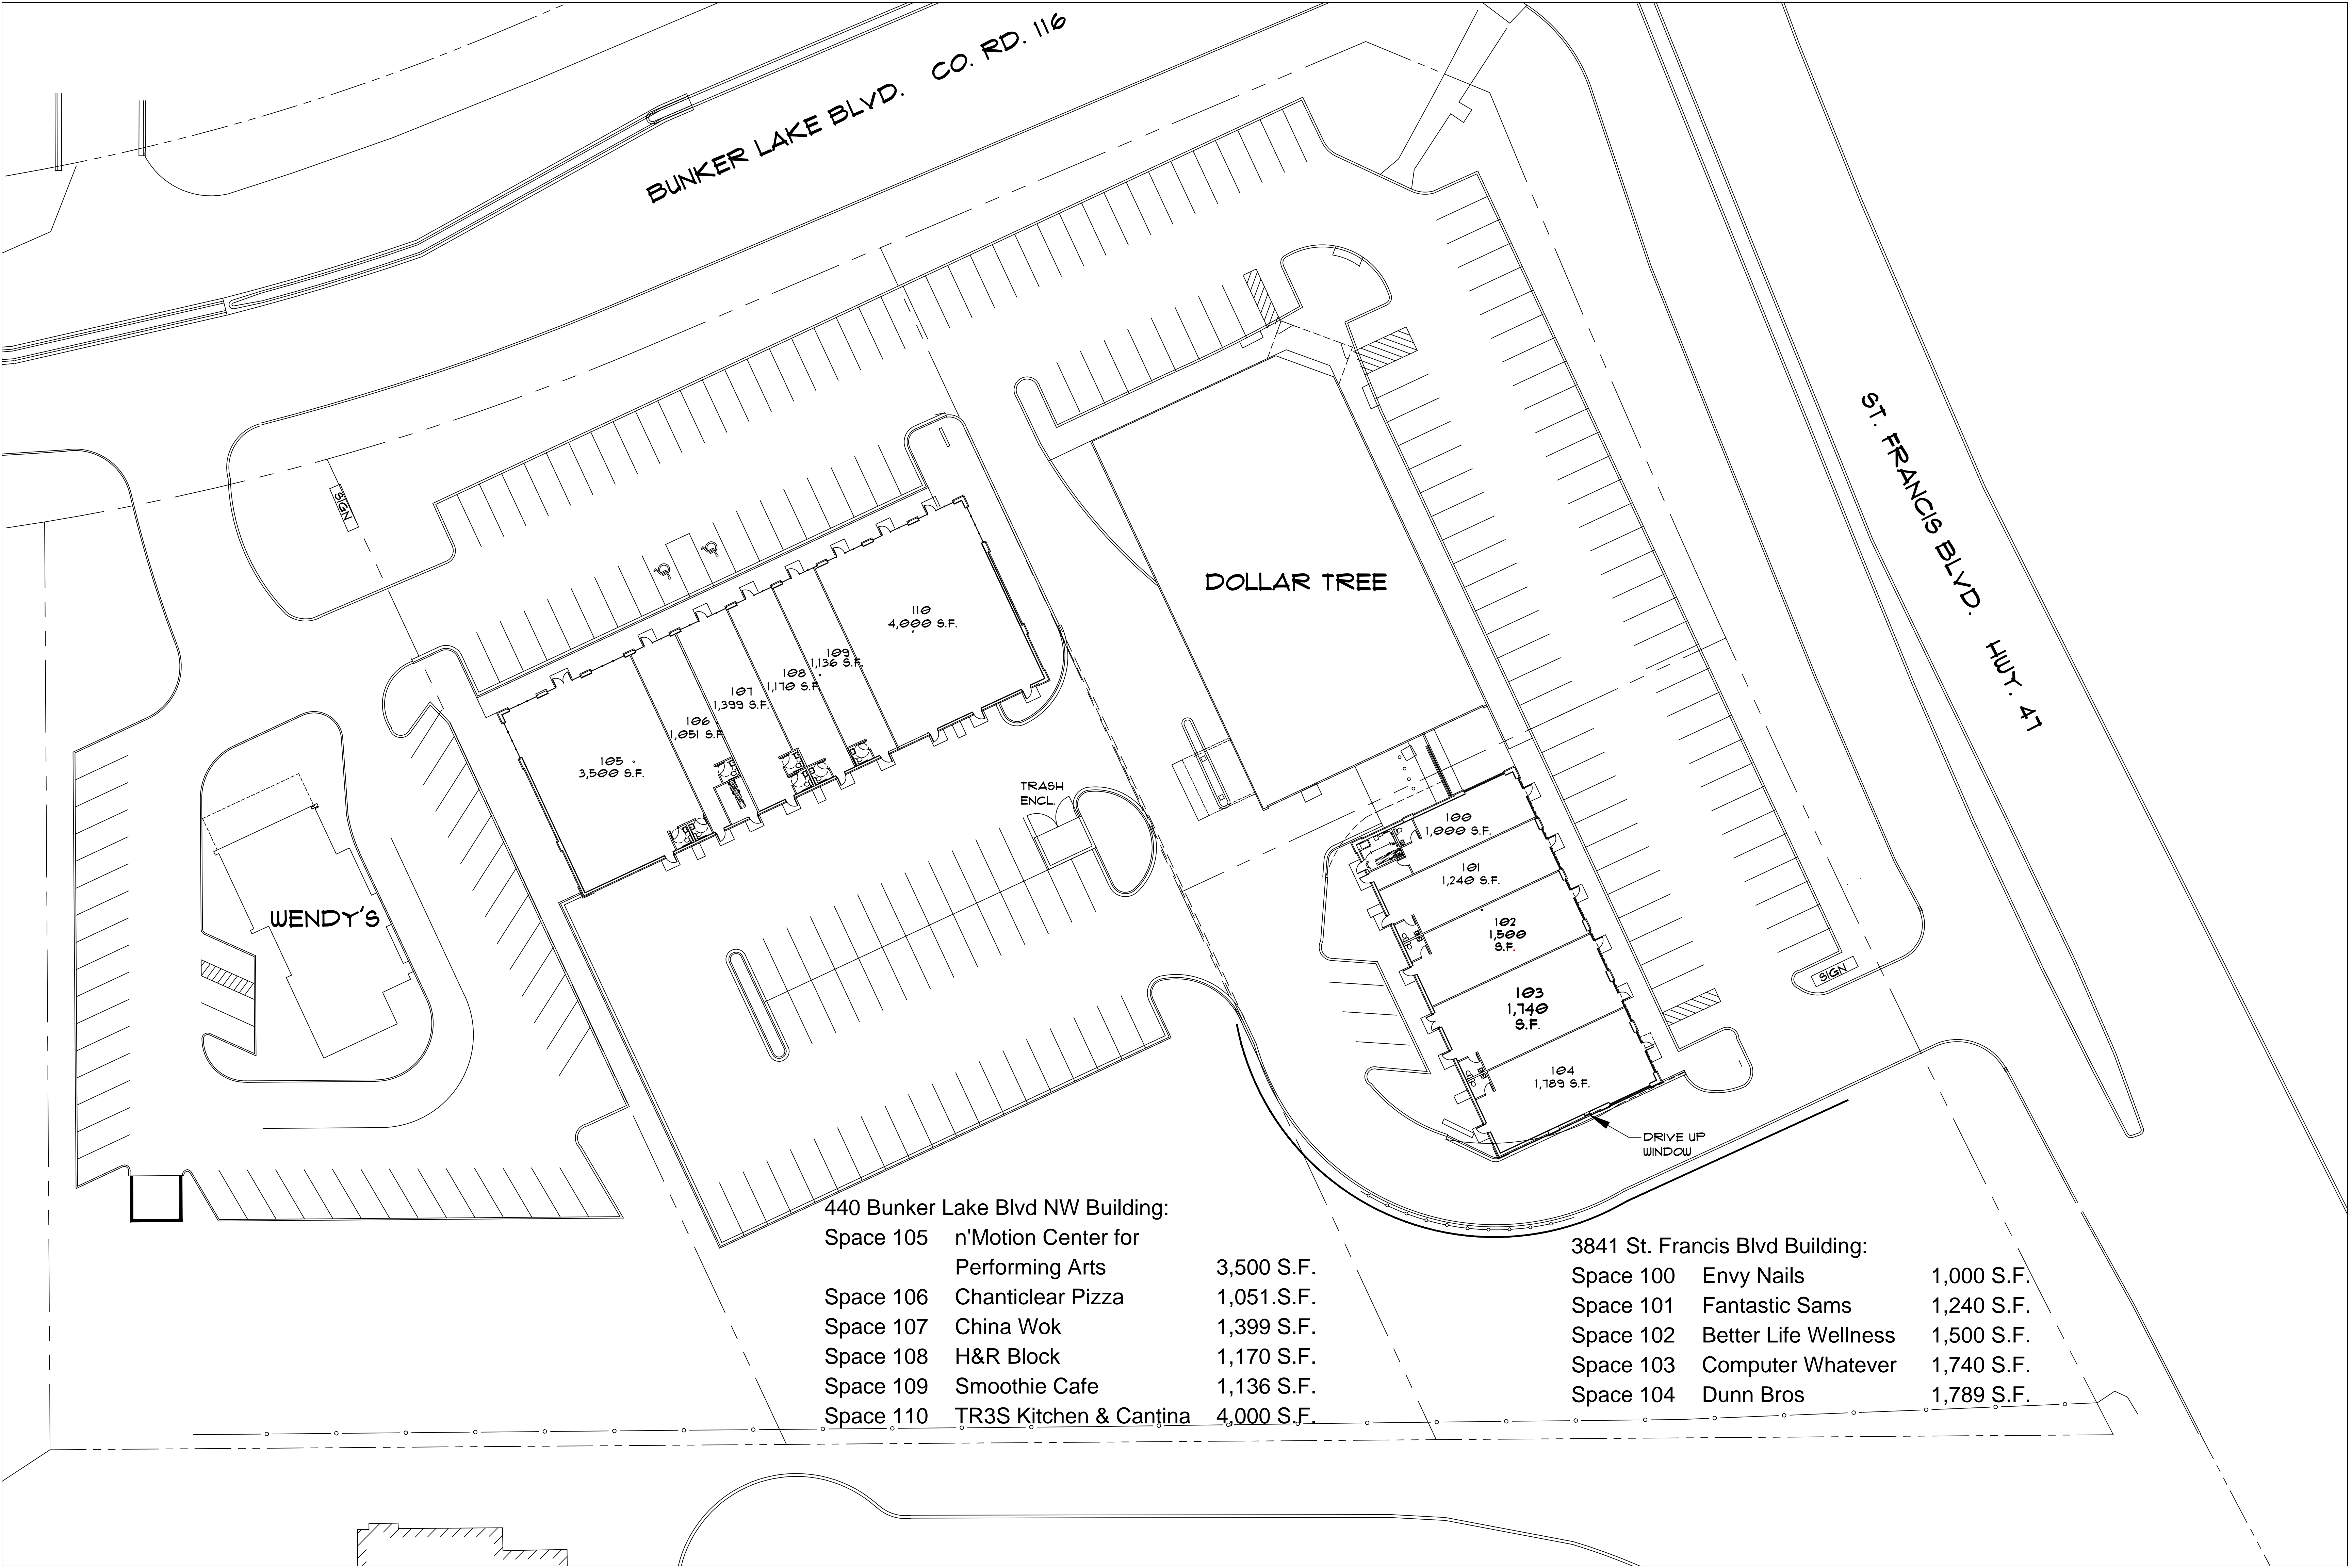 BUNKER LAKE BLVD. CO. RD. 116
ST. FRANCIS BLVD. HWY. 47
SIGN
DOLLAR TREE
110
4,000 S.F.
109
1,136 S.F.
108
1,170 S.F.
107
1,399 S.F.
106
1,051 S.F.
105
3,500 S.F.
TRASH
ENCL.
WENDY'S
100
1,000 S.F.
101
1,240 S.F.
102
1,500
S.F.
103
1,740
S.F.
104
1,789 S.F.
SIGN
DRIVE UP
WINDOW
440 Bunker Lake Blvd NW Building:
Space 105 n'Motion Center for
Performing Arts 3,500 S.F.
Space 106 Chanticlear Pizza 1,051.S.F.
Space 107 China Wok 1,399 S.F.
Space 108 H&R Block 1,170 S.F.
Space 109 Smoothie Cafe 1,136 S.F.
Space 110 TR3S Kitchen & Cantina 4,000 S.F.
3841 St. Francis Blvd Building:
Space 100 Envy Nails 1,000 S.F.
Space 101 Fantastic Sams 1,240 S.F.
Space 102 Better Life Wellness 1,500 S.F.
Space 103 Computer Whatever 1,740 S.F.
Space 104 Dunn Bros 1,789 S.F.